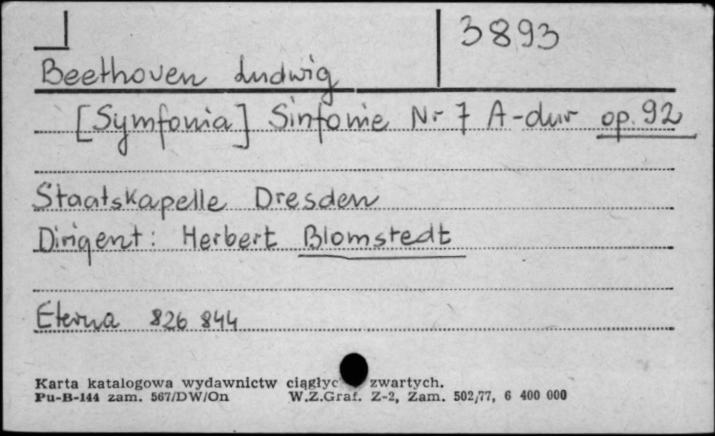 3893
Beethoven Ludwig
[Symfonia] Sinfonie Nr 7 A-dur op. 92
Staatskapelle Dresden
Dirigent: Herbert Blomstedt
Eterna 826 844
Karta katalogowa wydawnictw ciągłyc zwartych.
Pu-B-144 zam. 567/DW/On W.Z.Graf. Z-2, Zam. 502/77, 6 400 000